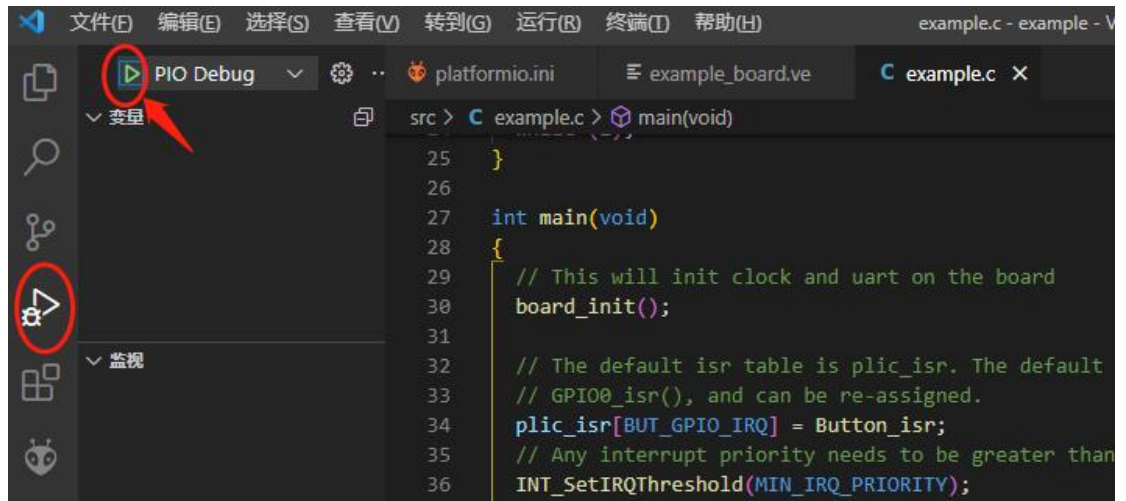 文件(F) 编辑(E) 选择(S) 查看(V) 转到(G) 运行(R) 终端(T) 帮助(H) example.c - example - V
PIO Debug platformio.ini example_board.ve C example.c
变量
src > C example.c > main(void)
25 }
26
27 int main(void)
28 {
29 // This will init clock and uart on the board
30 board_init();
31
32 // The default isr table is plic_isr. The default
33 // GPIO0_isr(), and can be re-assigned.
34 plic_isr[BUT_GPIO_IRQ] = Button_isr;
35 // Any interrupt priority needs to be greater than
36 INT_SetIRQThreshold(MIN_IRQ_PRIORITY);
监视